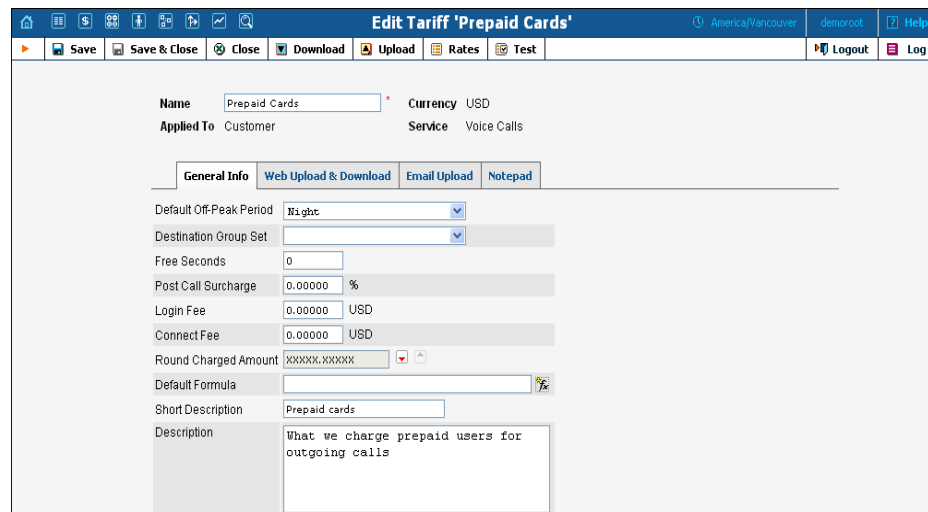 Edit Tariff 'Prepaid Cards'
America/Vancouver
demoroot
? Help
Save
Save & Close
Close
Download
Upload
Rates
Test
Logout
Log
Name Prepaid Cards * Currency USD
Applied To Customer Service Voice Calls
General Info Web Upload & Download Email Upload Notepad
Default Off-Peak Period Night
Destination Group Set
Free Seconds 0
Post Call Surcharge 0.00000 %
Login Fee 0.00000 USD
Connect Fee 0.00000 USD
Round Charged Amount XXXXX.XXXXX
Default Formula fx
Short Description Prepaid cards
Description What we charge prepaid users for
outgoing calls